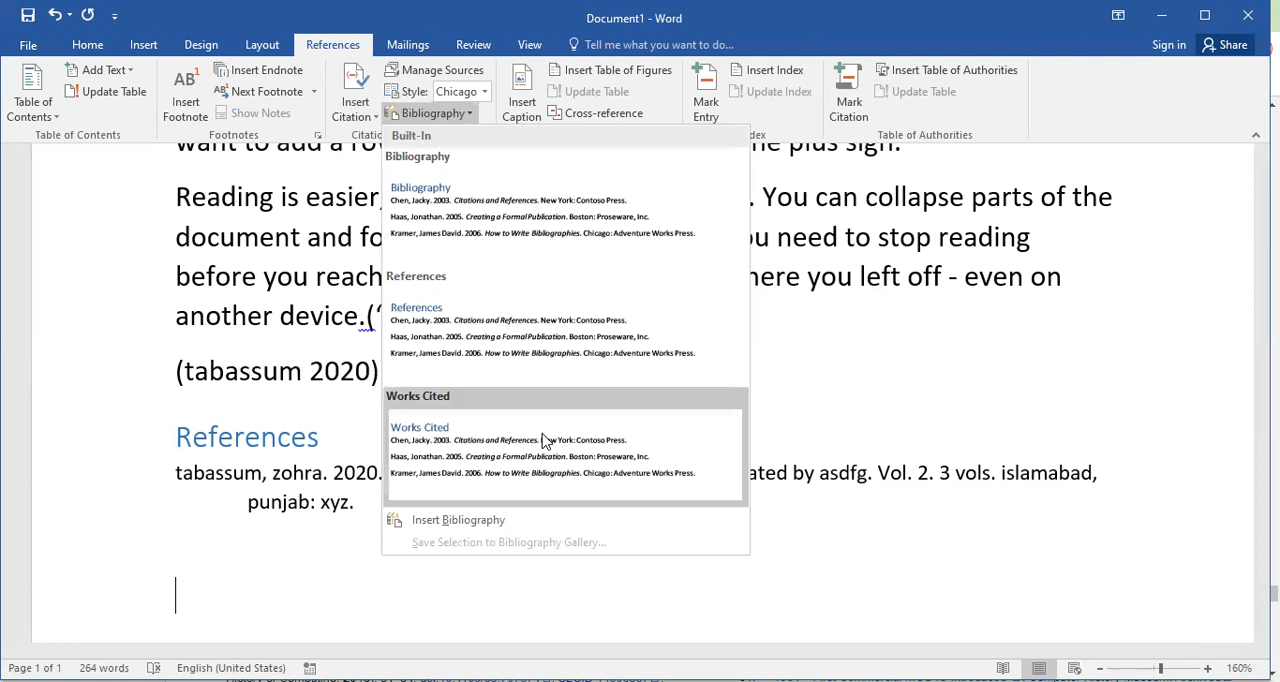 Document1 - Word
File Home Insert Design Layout References Mailings Review View Tell me what you want to do... Sign in Share
Table of Contents
Add Text
Update Table
Table of Contents
AB¹
Insert Footnote
Insert Endnote
Next Footnote
Show Notes
Footnotes
Insert Citation
Manage Sources
Style: Chicago
Bibliography
Insert Caption
Insert Table of Figures
Update Table
Cross-reference
Mark Entry
Insert Index
Update Index
Mark Citation
Insert Table of Authorities
Update Table
Table of Authorities
Built-In
Bibliography
Bibliography
Chen, Jacky. 2003. Citations and References. New York: Contoso Press.
Haas, Jonathan. 2005. Creating a Formal Publication. Boston: Proseware, Inc.
Kramer, James David. 2006. How to Write Bibliographies. Chicago: Adventure Works Press.
References
References
Chen, Jacky. 2003. Citations and References. New York: Contoso Press.
Haas, Jonathan. 2005. Creating a Formal Publication. Boston: Proseware, Inc.
Kramer, James David. 2006. How to Write Bibliographies. Chicago: Adventure Works Press.
Works Cited
Works Cited
Chen, Jacky. 2003. Citations and References. New York: Contoso Press.
Haas, Jonathan. 2005. Creating a Formal Publication. Boston: Proseware, Inc.
Kramer, James David. 2006. How to Write Bibliographies. Chicago: Adventure Works Press.
Insert Bibliography
Save Selection to Bibliography Gallery...
want to add a ro plus sign.
Reading is easier, . You can collapse parts of the
document and fo you need to stop reading
before you reach where you left off - even on
another device.(‘
(tabassum 2020)
References
tabassum, zohra. 2020. by asdfg. Vol. 2. 3 vols. islamabad,
punjab: xyz.
Page 1 of 1 264 words English (United States) 160%